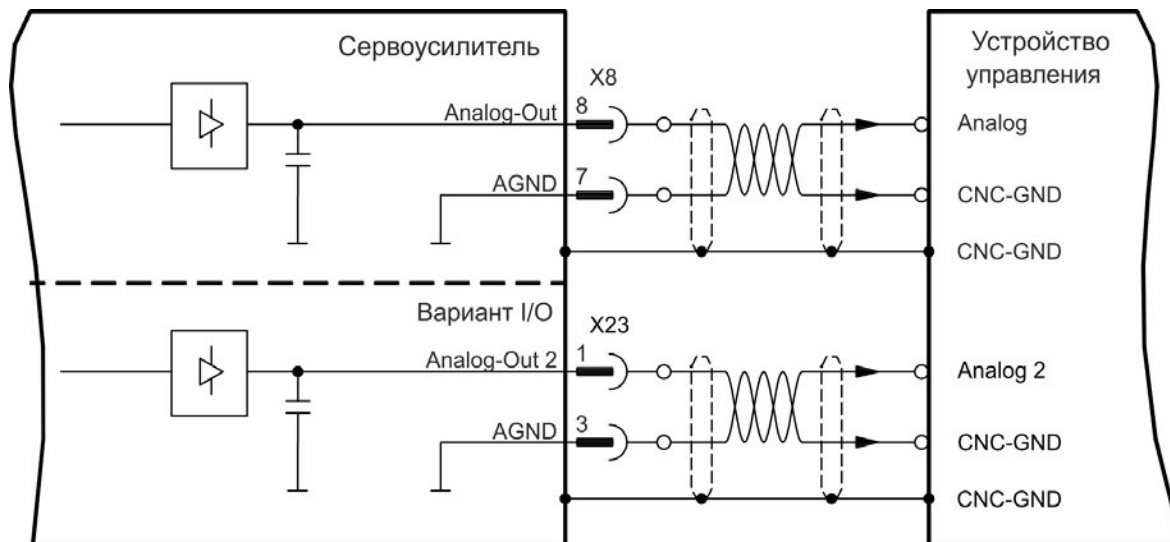 Сервоусилитель
Устройство
управления
X8
Analog-Out
8
Analog
AGND
7
CNC-GND
CNC-GND
Вариант I/O
X23
Analog-Out 2
1
Analog 2
AGND
3
CNC-GND
CNC-GND